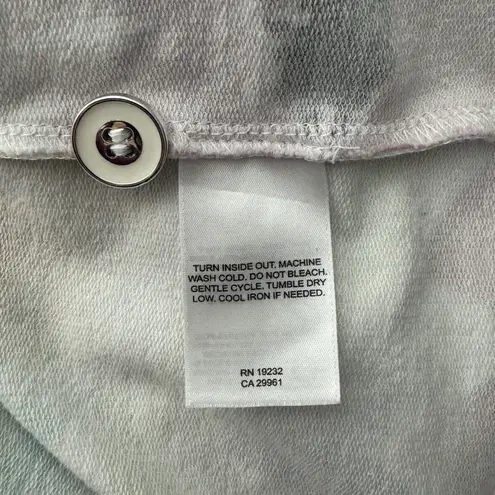 TURN INSIDE OUT. MACHINE
WASH COLD. DO NOT BLEACH.
GENTLE CYCLE. TUMBLE DRY
LOW. COOL IRON IF NEEDED.
RN 19232
CA 29961